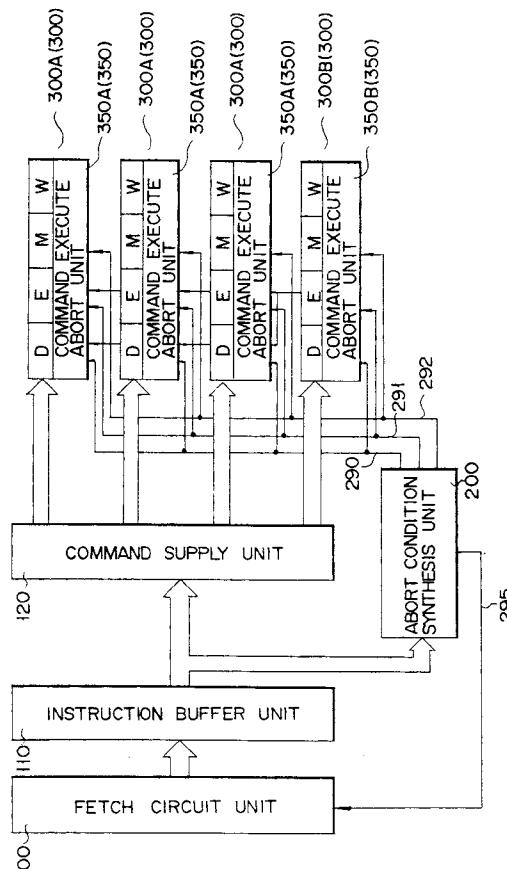 300A(300)
350A(350)
D E M W
COMMAND EXECUTE
ABORT UNIT
300A(300)
350A(350)
D E M W
COMMAND EXECUTE
ABORT UNIT
300A(300)
350A(350)
D E M W
COMMAND EXECUTE
ABORT UNIT
300B(300)
350B(350)
D E M W
COMMAND EXECUTE
ABORT UNIT
290
291
292
120
COMMAND SUPPLY UNIT
200
ABORT CONDITION
SYNTHESIS UNIT
295
110
INSTRUCTION BUFFER UNIT
00
FETCH CIRCUIT UNIT